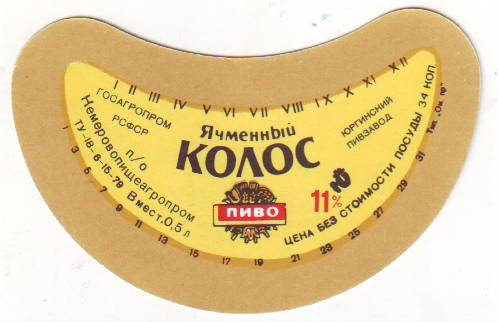 I II III IV V VI VII VIII IX X XI XII
ГОСАГРОПРОМ
РСФСР
п/о
Кемеровопищеагропром
ТУ-18-6-15-79 Вмест. 0,5 л
Ячменный
КОЛОС
ПИВО
11%
ЮРГИНСКИЙ
ПИВЗАВОД
ЦЕНА БЕЗ СТОИМОСТИ ПОСУДЫ 34 КОП.
1 3 5 7 9 11 13 15 17 19 21 23 25 27 29 31